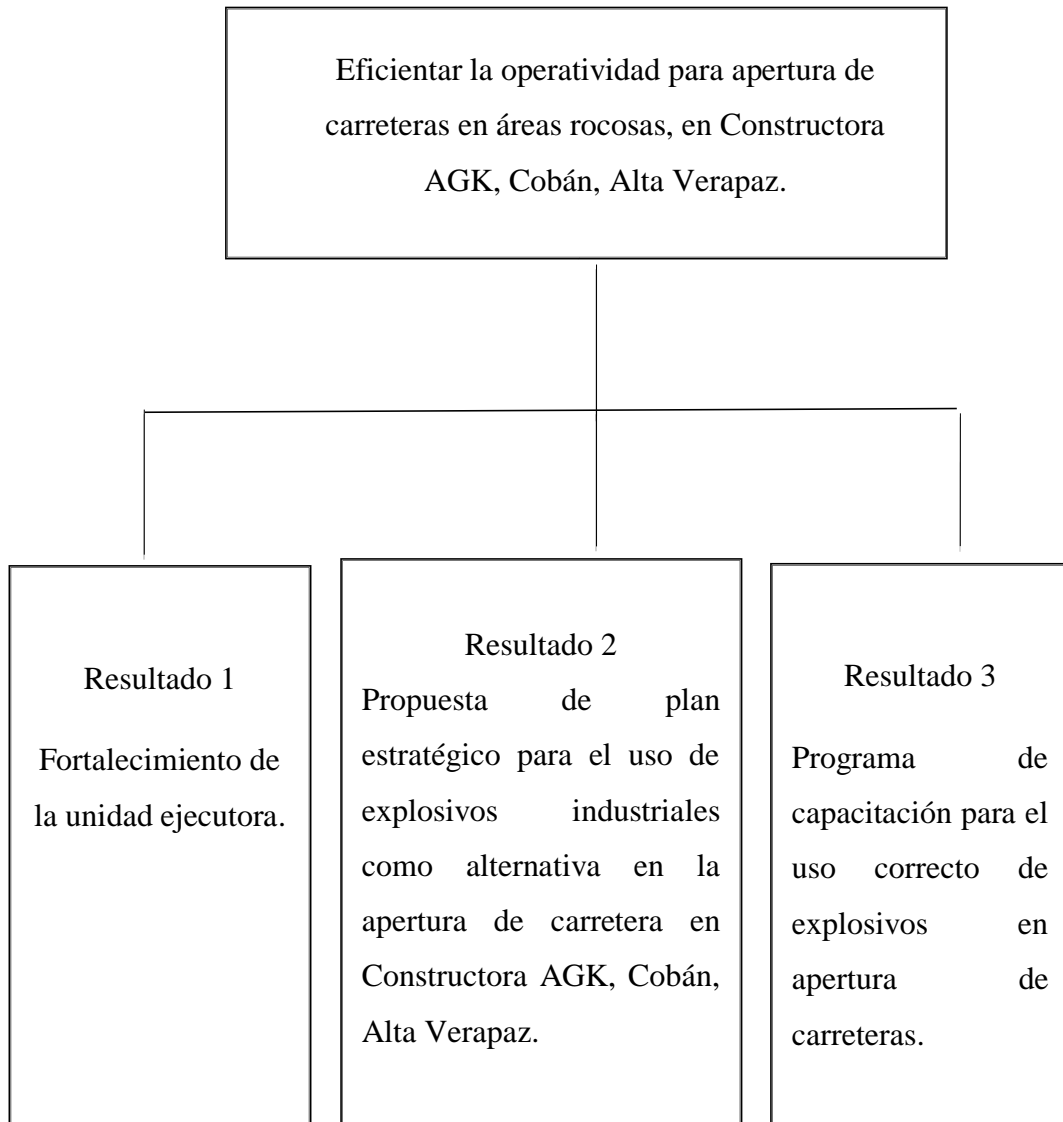 Eficientar la operatividad para apertura de
carreteras en áreas rocosas, en Constructora
AGK, Cobán, Alta Verapaz.
Resultado 1
Fortalecimiento de
la unidad ejecutora.
Resultado 2
Propuesta de plan
estratégico para el uso de
explosivos industriales
como alternativa en la
apertura de carretera en
Constructora AGK, Cobán,
Alta Verapaz.
Resultado 3
Programa de
capacitación para el
uso correcto de
explosivos en
apertura de
carreteras.